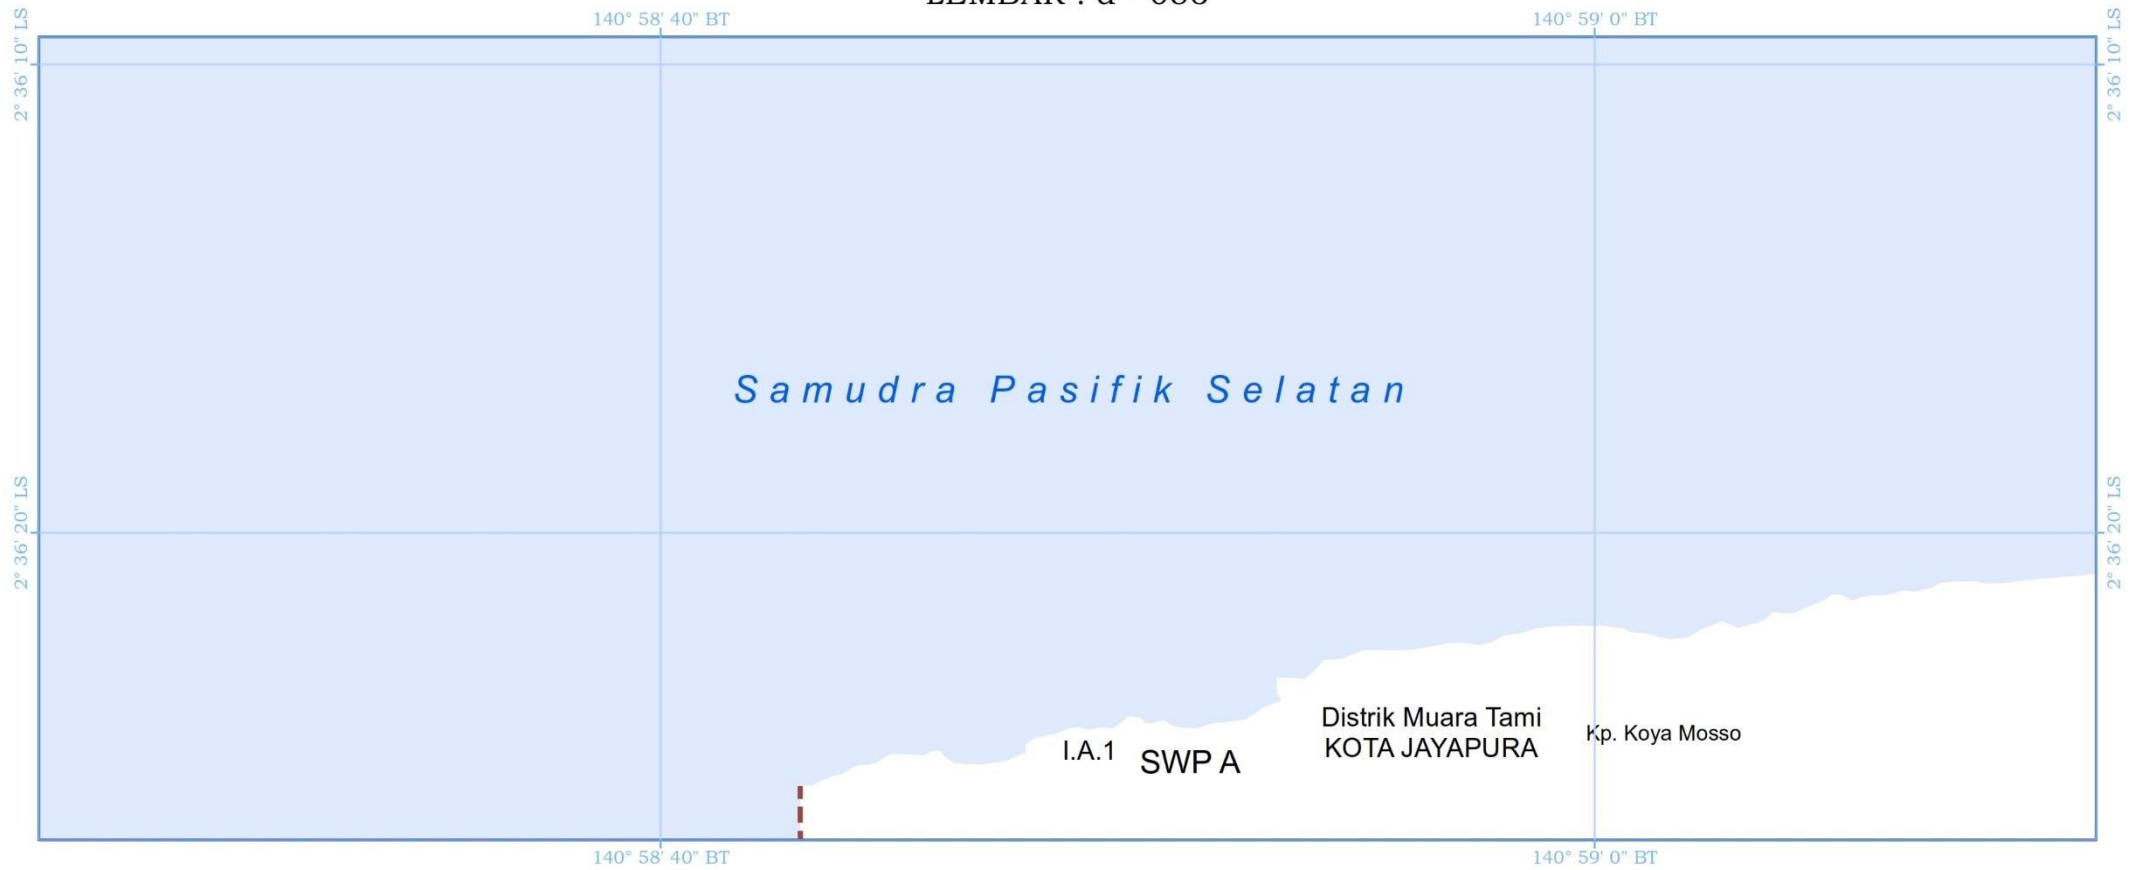 140° 58' 40" BT
140° 59' 0" BT
2° 36' 10" LS
2° 36' 10" LS
Samudra Pasifik Selatan
2° 36' 20" LS
2° 36' 20" LS
Distrik Muara Tami
KOTA JAYAPURA
Kp. Koya Mosso
I.A.1
SWP A
140° 58' 40" BT
140° 59' 0" BT